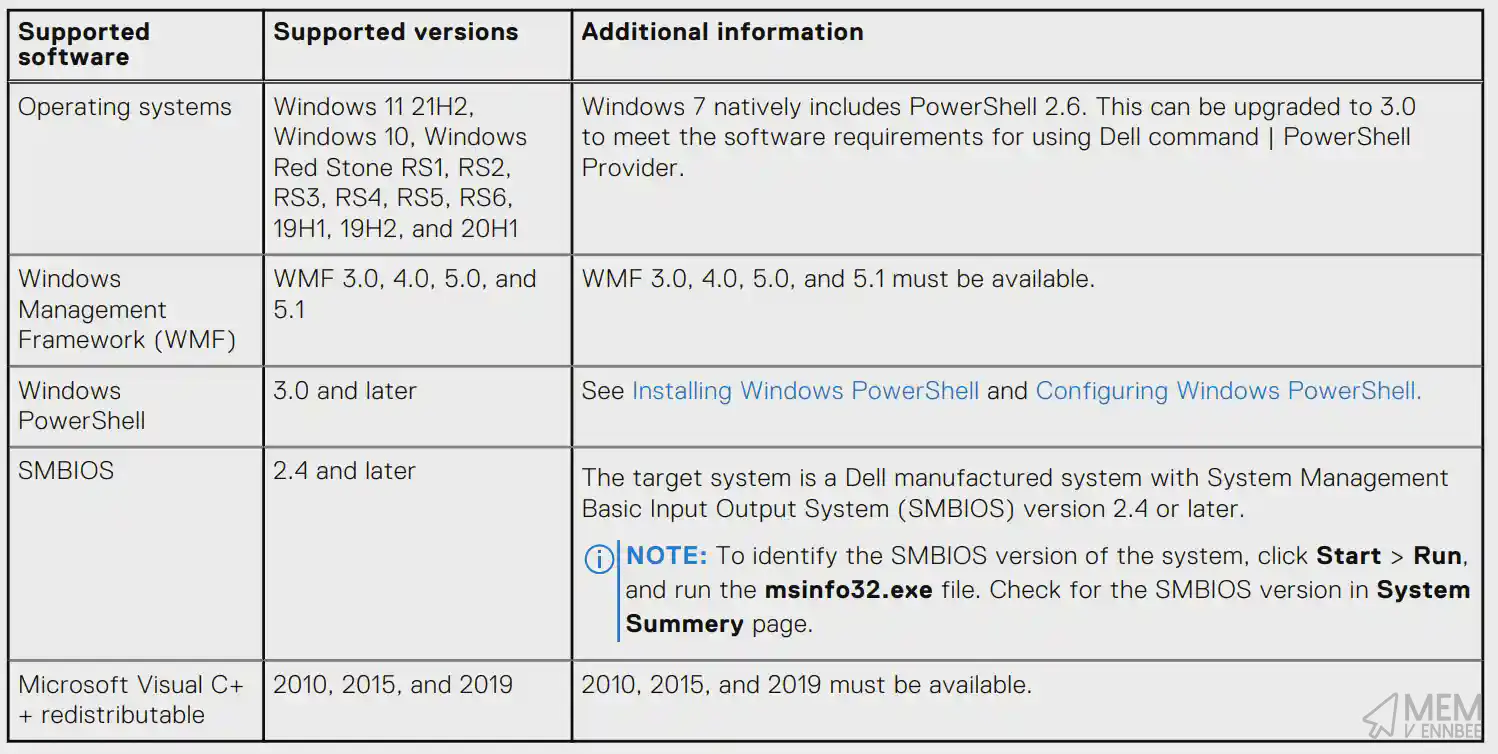 Supported
software
Supported versions
Additional information
Operating systems
Windows 11 21H2,
Windows 10, Windows
Red Stone RS1, RS2,
RS3, RS4, RS5, RS6,
19H1, 19H2, and 20H1
Windows 7 natively includes PowerShell 2.6. This can be upgraded to 3.0
to meet the software requirements for using Dell command | PowerShell
Provider.
Windows
Management
Framework (WMF)
WMF 3.0, 4.0, 5.0, and
5.1
WMF 3.0, 4.0, 5.0, and 5.1 must be available.
Windows
PowerShell
3.0 and later
See Installing Windows PowerShell and Configuring Windows PowerShell.
SMBIOS
2.4 and later
The target system is a Dell manufactured system with System Management
Basic Input Output System (SMBIOS) version 2.4 or later.
NOTE: To identify the SMBIOS version of the system, click Start > Run,
and run the msinfo32.exe file. Check for the SMBIOS version in System
Summery page.
Microsoft Visual C+
+ redistributable
2010, 2015, and 2019
2010, 2015, and 2019 must be available.
MEM
V ENNBEE